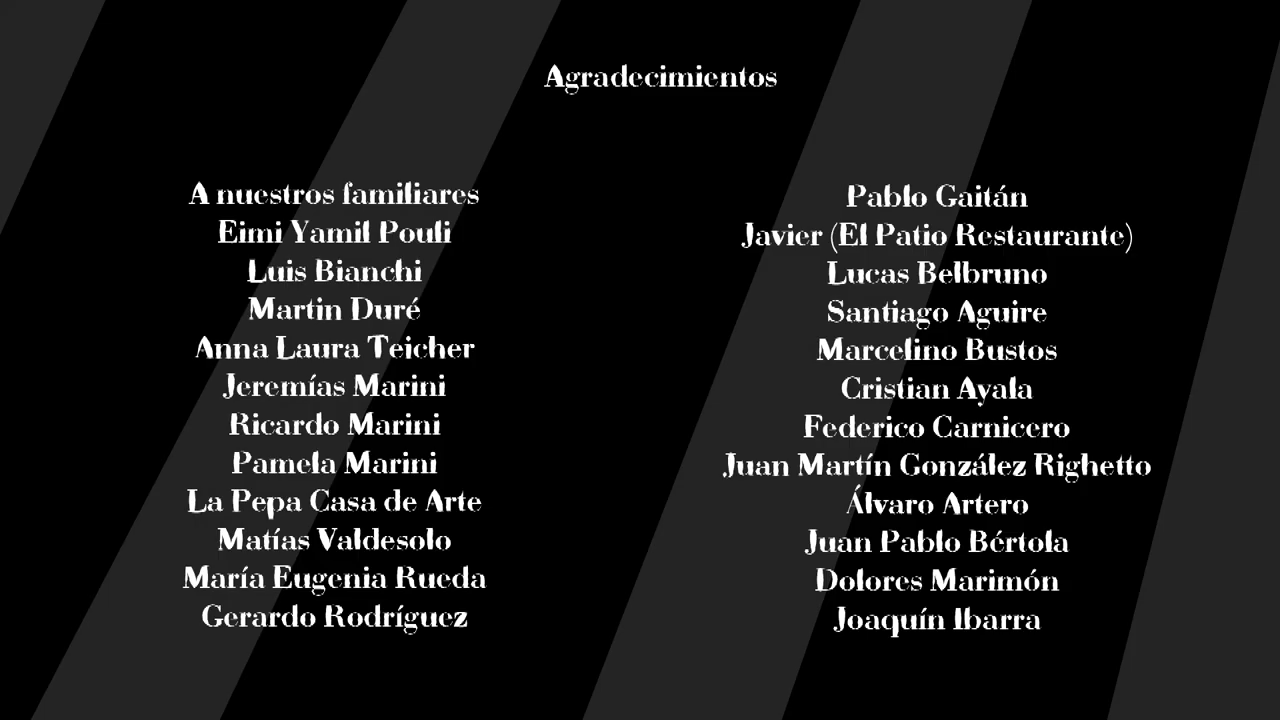 Agradecimientos
A nuestros familiares
Eimi Yamil Pouli
Luis Bianchi
Martin Duré
Anna Laura Teicher
Jeremías Marini
Ricardo Marini
Pamela Marini
La Pepa Casa de Arte
Matías Valdesolo
María Eugenia Rueda
Gerardo Rodríguez
Pablo Gaitán
Javier (El Patio Restaurante)
Lucas Belbruno
Santiago Aguire
Marcelino Bustos
Cristian Ayala
Federico Carnicero
Juan Martín González Righetto
Álvaro Artero
Juan Pablo Bértola
Dolores Marimón
Joaquín Ibarra